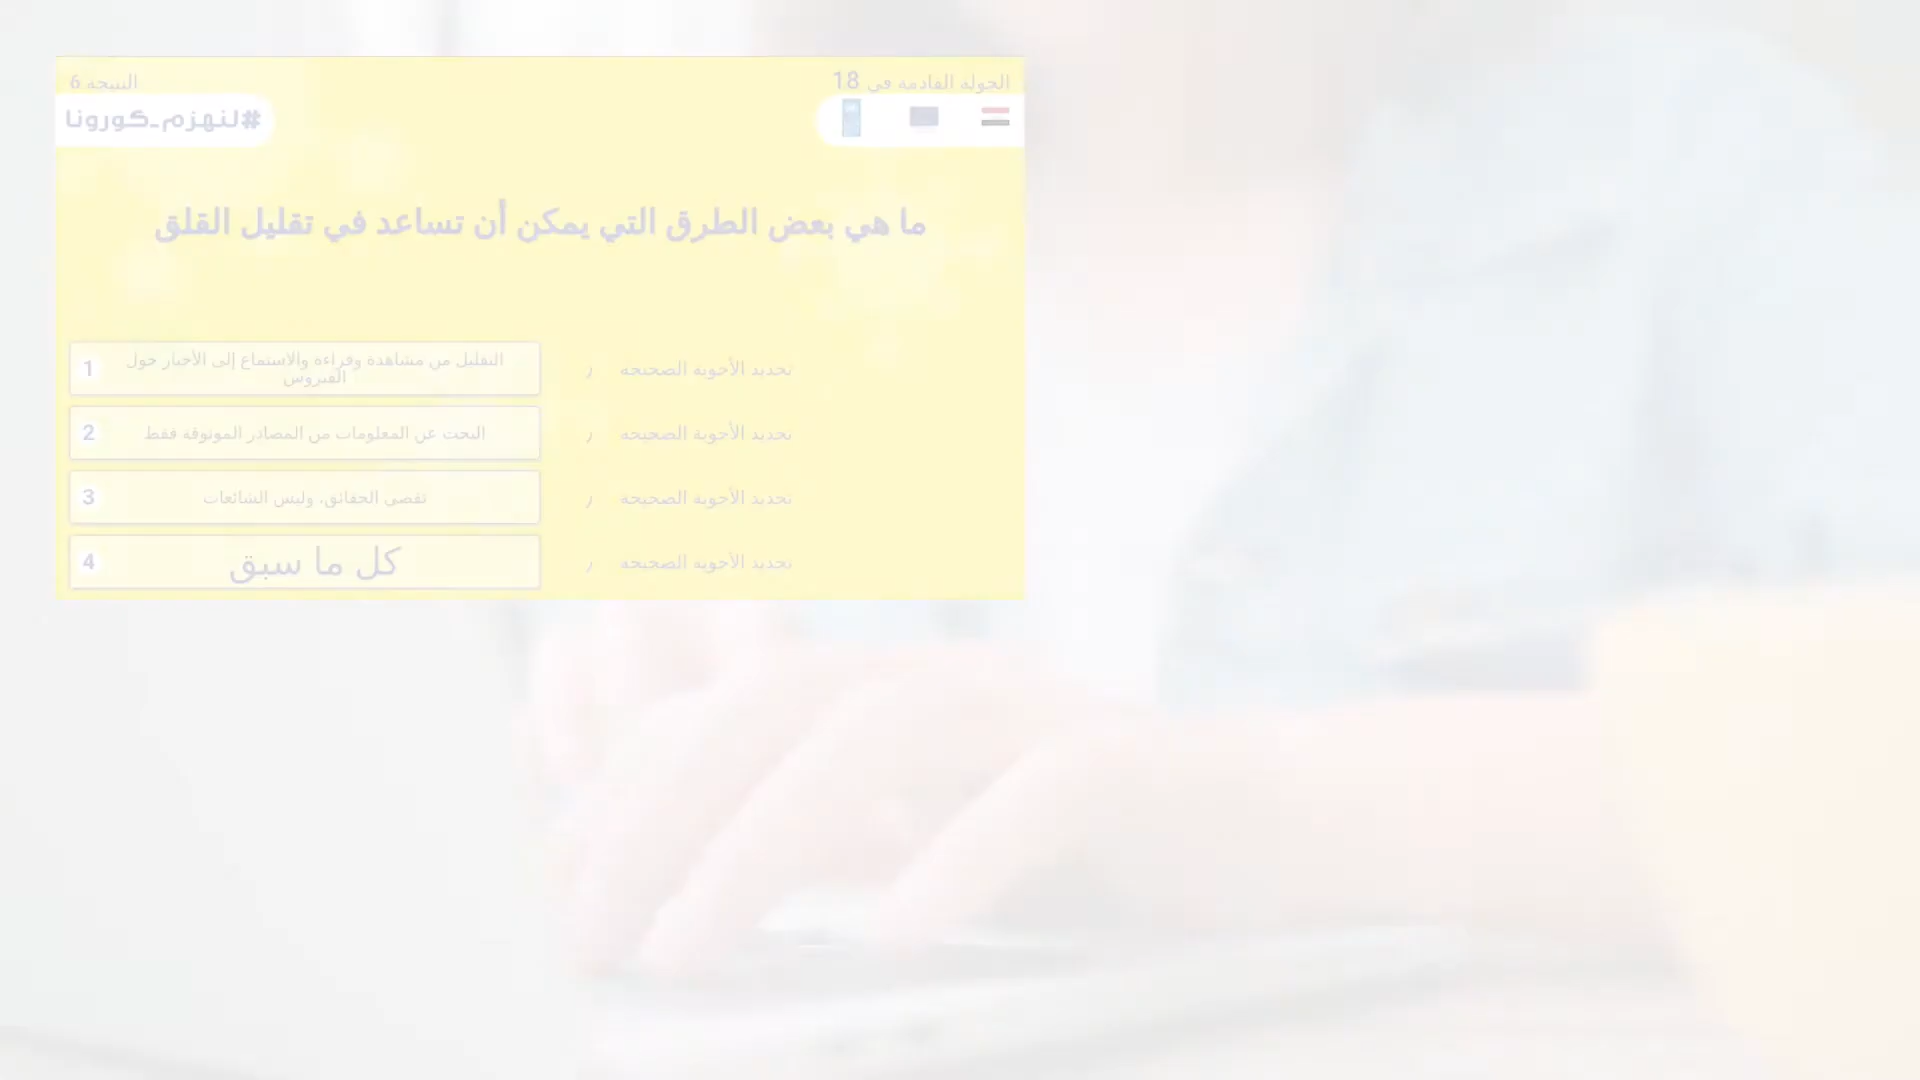 الجولة القادمة في 18
النتيجة 6
#لنهزم_كورونا
ما هي بعض الطرق التي يمكن أن تساعد في تقليل القلق
1 التقليل من مشاهدة وقراءة والاستماع إلى الأخبار حول
الفيروس
تحديد الأجوبة الصحيحة
2 البحث عن المعلومات من المصادر الموثوقة فقط
تحديد الأجوبة الصحيحة
3 تقصى الحقائق، وليس الشائعات
تحديد الأجوبة الصحيحة
4 كل ما سبق
تحديد الأجوبة الصحيحة